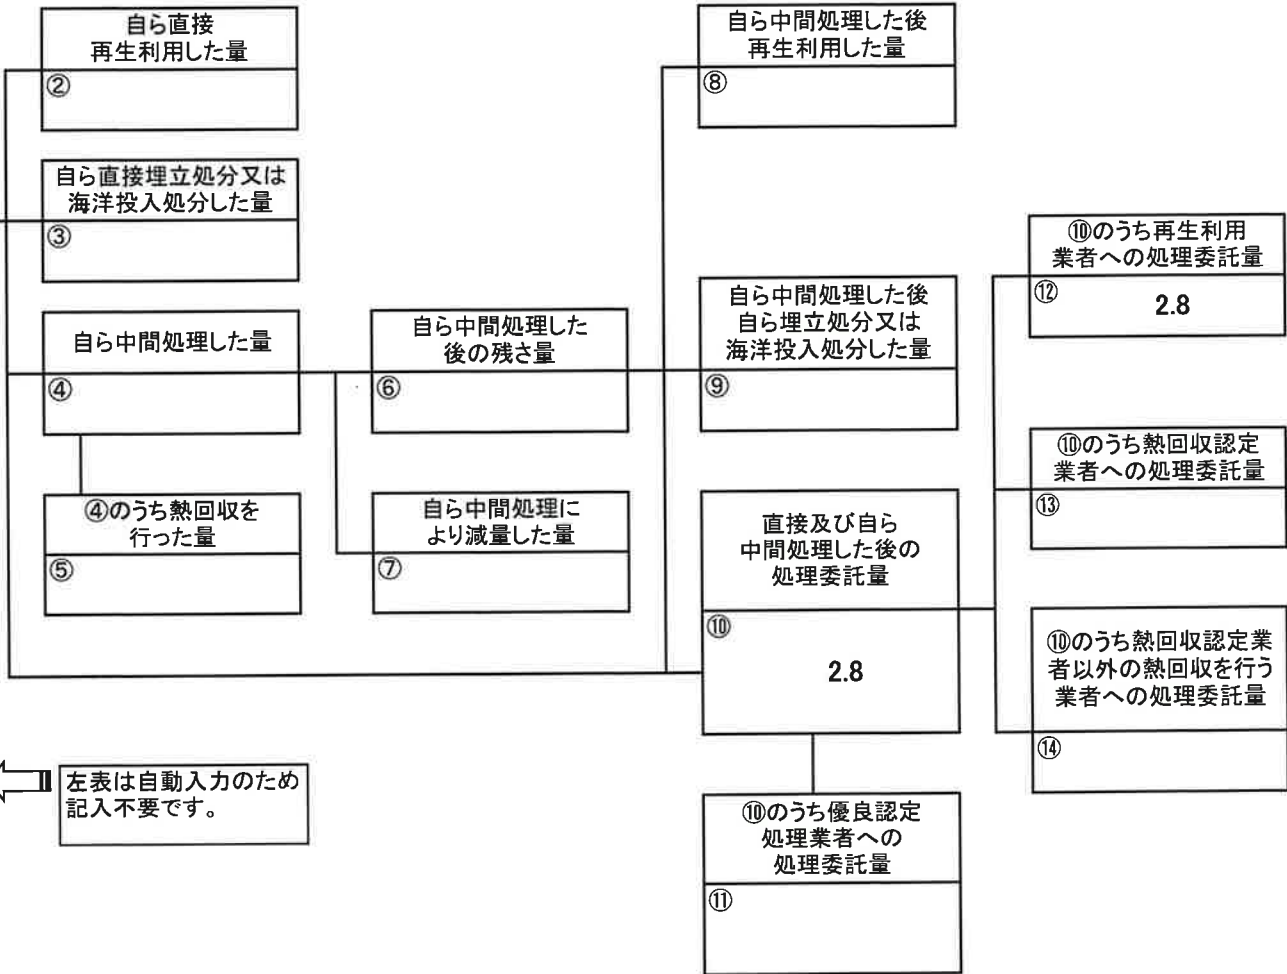 自ら直接
再生利用した量
②
自ら直接埋立処分又は
海洋投入処分した量
③
自ら中間処理した量
④
④のうち熱回収を
行った量
⑤
自ら中間処理した
後の残さ量
⑥
自ら中間処理に
より減量した量
⑦
自ら中間処理した後
再生利用した量
⑧
自ら中間処理した後
自ら埋立処分又は
海洋投入処分した量
⑨
直接及び自ら
中間処理した後の
処理委託量
⑩
2.8
⑩のうち優良認定
処理業者への
処理委託量
⑪
⑩のうち再生利用
業者への処理委託量
⑫
2.8
⑩のうち熱回収認定
業者への処理委託量
⑬
⑩のうち熱回収認定業
者以外の熱回収を行う
業者への処理委託量
⑭
左表は自動入力のため
記入不要です。